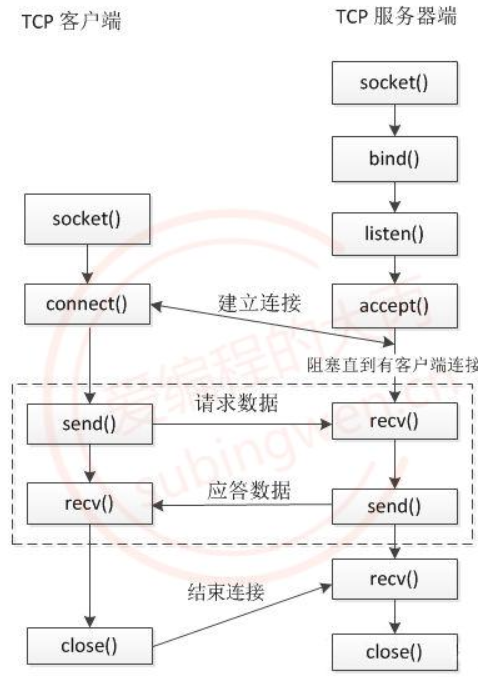 TCP 客户端
TCP 服务器端
socket()
bind()
socket()
listen()
connect()
建立连接
accept()
阻塞直到有客户端连接
send()
请求数据
recv()
recv()
应答数据
send()
结束连接
recv()
close()
close()
爱编程的大丙
subingwen.cn